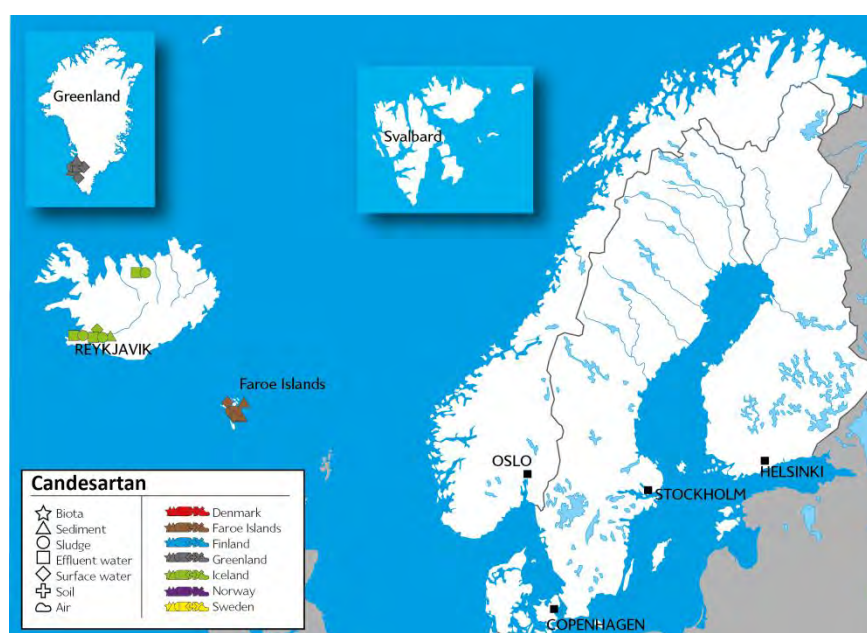 Greenland
Svalbard
REYKJAVIK
Faroe Islands
OSLO
HELSINKI
STOCKHOLM
COPENHAGEN
Candesartan
Biota
Sediment
Sludge
Effluent water
Surface water
Soil
Air
Denmark
Faroe Islands
Finland
Greenland
Iceland
Norway
Sweden